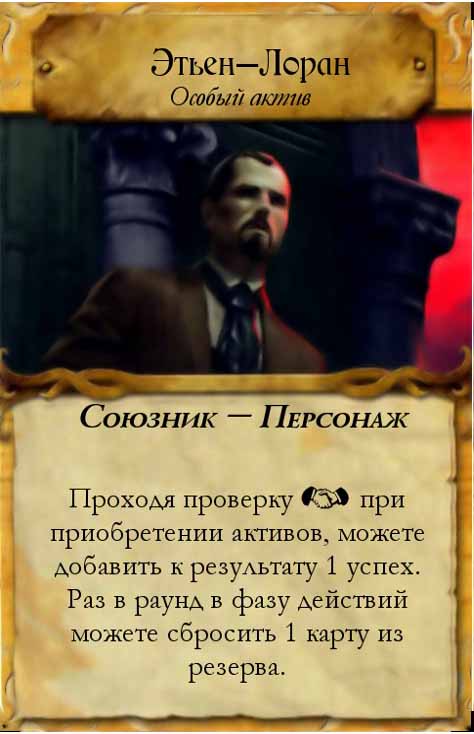 Этьен–Лоран
Особый актив
Союзник – Персонаж
Проходя проверку при
приобретении активов, можете
добавить к результату 1 успех.
Раз в раунд в фазу действий
можете сбросить 1 карту из
резерва.